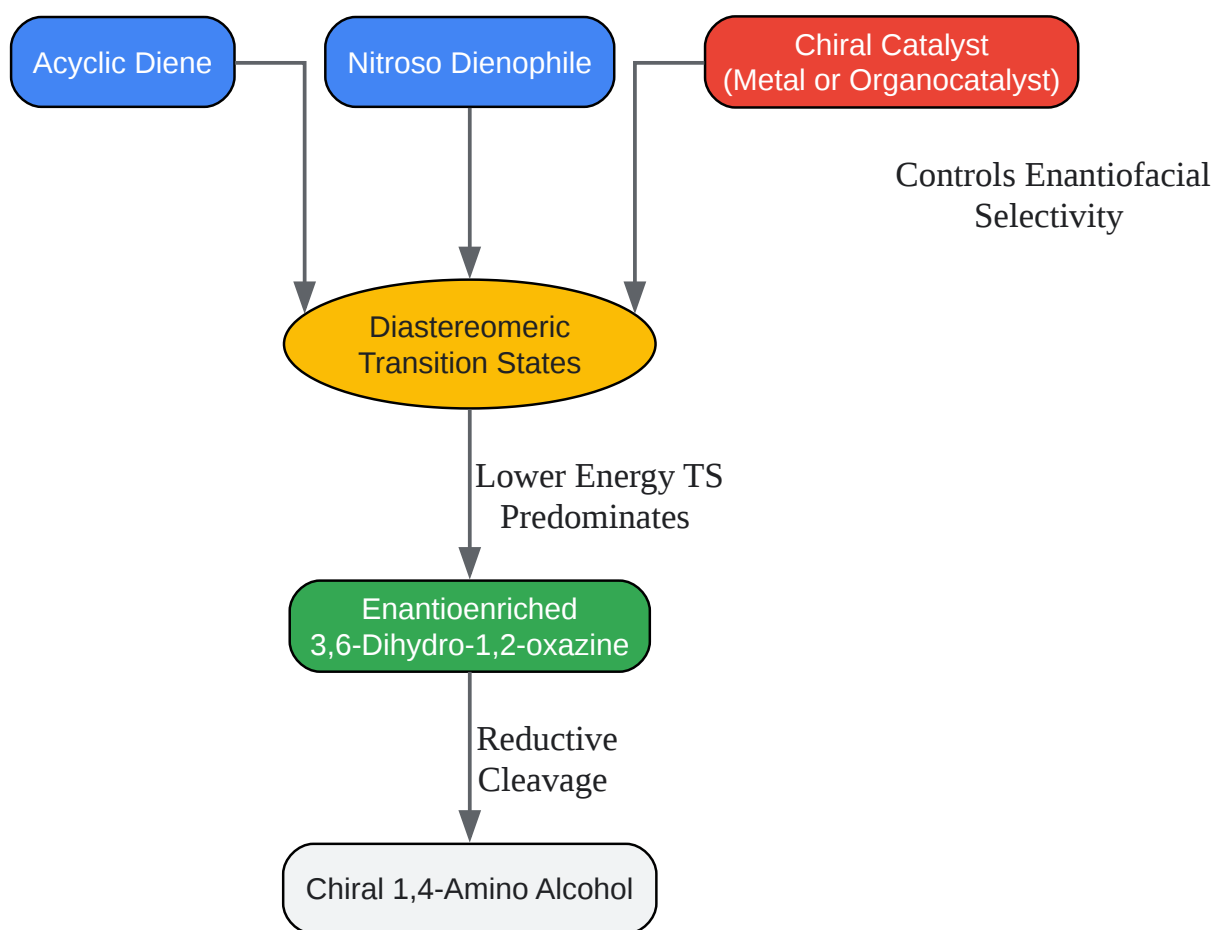 Acyclic Diene
Nitroso Dienophile
Chiral Catalyst
(Metal or Organocatalyst)
Controls Enantiofacial
Selectivity
Diastereomeric
Transition States
Lower Energy TS
Predominates
Enantioenriched
3,6-Dihydro-1,2-oxazine
Reductive
Cleavage
Chiral 1,4-Amino Alcohol